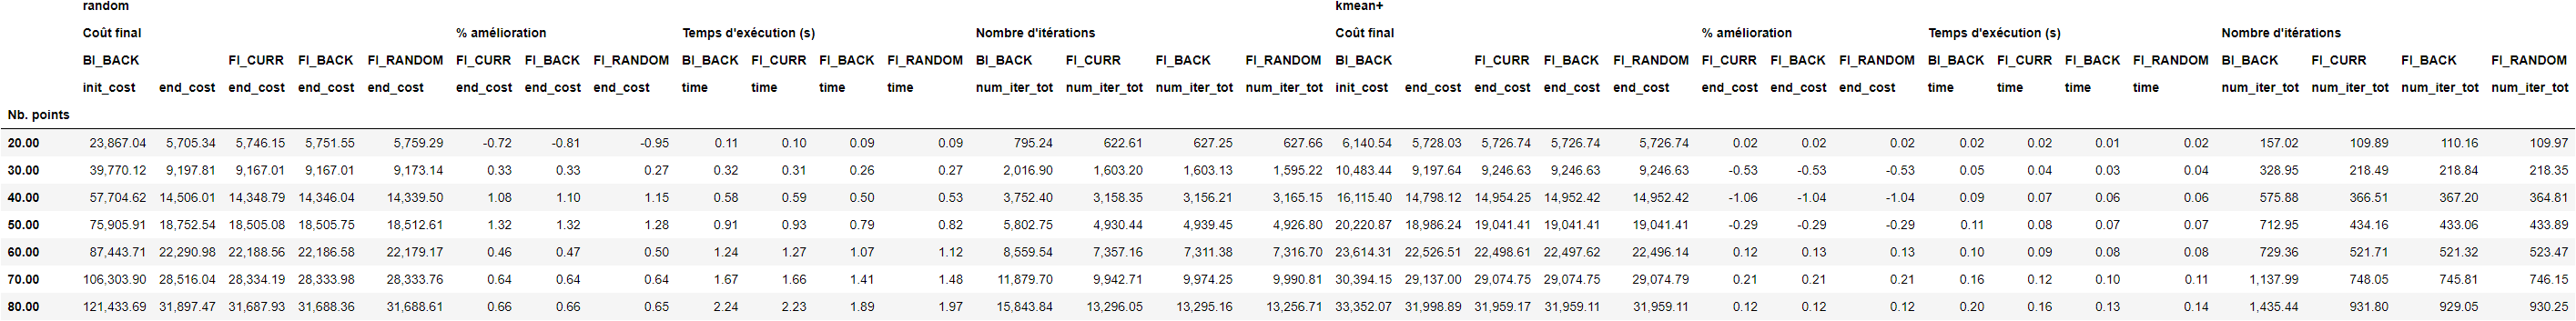 random kmean+
Coût final % amélioration Temps d'exécution (s) Nombre d'itérations Coût final % amélioration Temps d'exécution (s) Nombre d'itérations
BI_BACK FI_CURR FI_BACK FI_RANDOM FI_CURR FI_BACK FI_RANDOM BI_BACK FI_CURR FI_BACK FI_RANDOM BI_BACK FI_CURR FI_BACK FI_RANDOM BI_BACK FI_CURR FI_BACK FI_RANDOM FI_CURR FI_BACK FI_RANDOM BI_BACK FI_CURR FI_BACK FI_RANDOM BI_BACK FI_CURR FI_BACK FI_RANDOM
init_cost end_cost end_cost end_cost end_cost end_cost end_cost end_cost time time time time num_iter_tot num_iter_tot num_iter_tot num_iter_tot init_cost end_cost end_cost end_cost end_cost end_cost end_cost end_cost time time time time num_iter_tot num_iter_tot num_iter_tot num_iter_tot
Nb. points
20.00 23,867.04 5,705.34 5,746.15 5,751.55 5,759.29 -0.72 -0.81 -0.95 0.11 0.10 0.09 0.09 795.24 622.61 627.25 627.66 6,140.54 5,728.03 5,726.74 5,726.74 5,726.74 0.02 0.02 0.02 0.02 0.02 0.01 0.02 157.02 109.89 110.16 109.97
30.00 39,770.12 9,197.81 9,167.01 9,167.01 9,173.14 0.33 0.33 0.27 0.32 0.31 0.26 0.27 2,016.90 1,603.20 1,603.13 1,595.22 10,483.44 9,197.64 9,246.63 9,246.63 9,246.63 -0.53 -0.53 -0.53 0.05 0.04 0.03 0.04 328.95 218.49 218.84 218.35
40.00 57,704.62 14,506.01 14,348.79 14,346.04 14,339.50 1.08 1.10 1.15 0.58 0.59 0.50 0.53 3,752.40 3,158.35 3,156.21 3,165.15 16,115.40 14,798.12 14,954.25 14,952.42 14,952.42 -1.06 -1.04 -1.04 0.09 0.07 0.06 0.06 575.88 366.51 367.20 364.81
50.00 75,905.91 18,752.54 18,505.08 18,505.75 18,512.61 1.32 1.32 1.28 0.91 0.93 0.79 0.82 5,802.75 4,930.44 4,939.45 4,926.80 20,220.87 18,986.24 19,041.41 19,041.41 19,041.41 -0.29 -0.29 -0.29 0.11 0.08 0.07 0.07 712.95 434.16 433.06 433.89
60.00 87,443.71 22,290.98 22,188.56 22,186.58 22,179.17 0.46 0.47 0.50 1.24 1.27 1.07 1.12 8,559.54 7,357.16 7,311.38 7,316.70 23,614.31 22,526.51 22,498.61 22,497.62 22,496.14 0.12 0.13 0.13 0.10 0.09 0.08 0.08 729.36 521.71 521.32 523.47
70.00 106,303.90 28,516.04 28,334.19 28,333.98 28,333.76 0.64 0.64 0.64 1.67 1.66 1.41 1.48 11,879.70 9,942.71 9,974.25 9,990.81 30,394.15 29,137.00 29,074.75 29,074.75 29,074.79 0.21 0.21 0.21 0.16 0.12 0.10 0.11 1,137.99 748.05 745.81 746.15
80.00 121,433.69 31,897.47 31,687.93 31,688.36 31,688.61 0.66 0.66 0.65 2.24 2.23 1.89 1.97 15,843.84 13,296.05 13,295.16 13,256.71 33,352.07 31,998.89 31,959.17 31,959.11 31,959.11 0.12 0.12 0.12 0.20 0.16 0.13 0.14 1,435.44 931.80 929.05 930.25